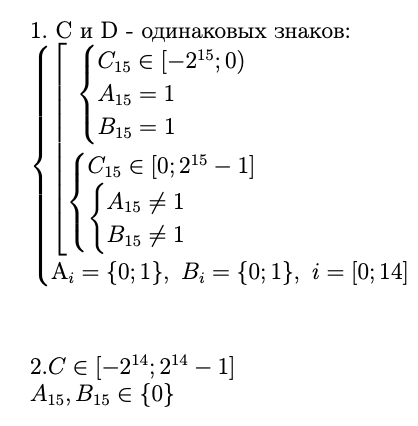 1. С и D - одинаковых знаков:
C₁₅ ∈ [−2¹⁵; 0)
A₁₅ = 1
B₁₅ = 1
C₁₅ ∈ [0; 2¹⁵ − 1]
A₁₅ ≠ 1
B₁₅ ≠ 1
Aᵢ = {0; 1}, Bᵢ = {0; 1}, i = [0; 14]
2.C ∈ [−2¹⁴; 2¹⁴ − 1]
A₁₅, B₁₅ ∈ {0}